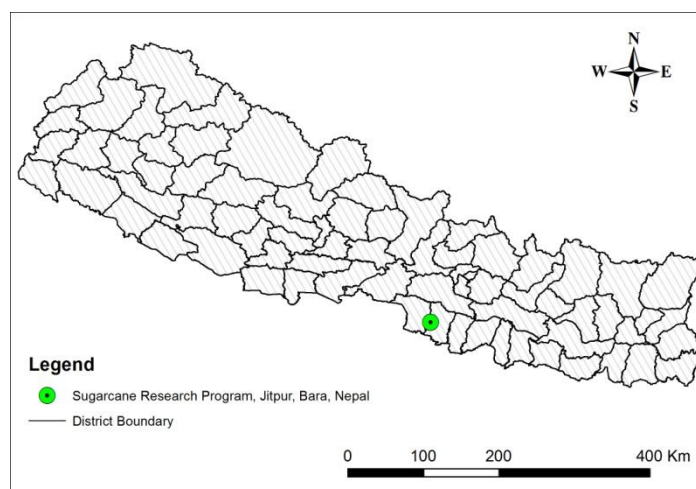 N
W E
S
Legend
Sugarcane Research Program, Jitpur, Bara, Nepal
District Boundary
0 100 200 400 Km